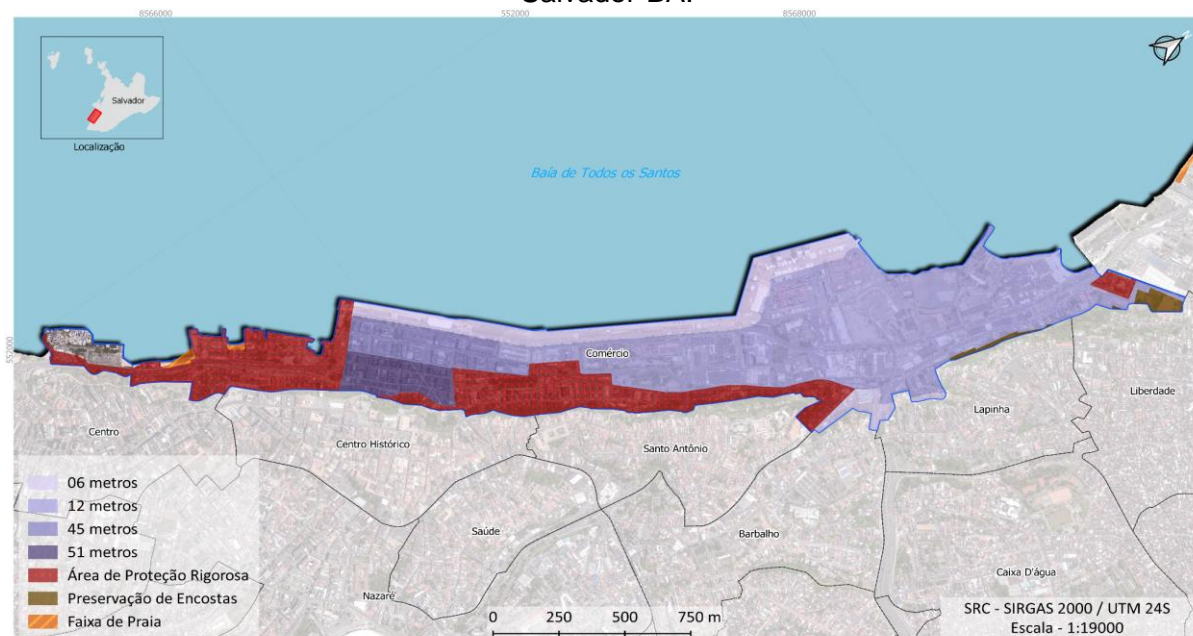 Salvador-BA.
8566000
552000
8568000
N
Salvador
Localização
Baía de Todos os Santos
552000
Comércio
Centro
Centro Histórico
Santo Antônio
Lapinha
Liberdade
Saúde
Barbalho
Nazaré
Caixa D'água
06 metros
12 metros
45 metros
51 metros
Área de Proteção Rigorosa
Preservação de Encostas
Faixa de Praia
0 250 500 750 m
SRC - SIRGAS 2000 / UTM 24S
Escala - 1:19000